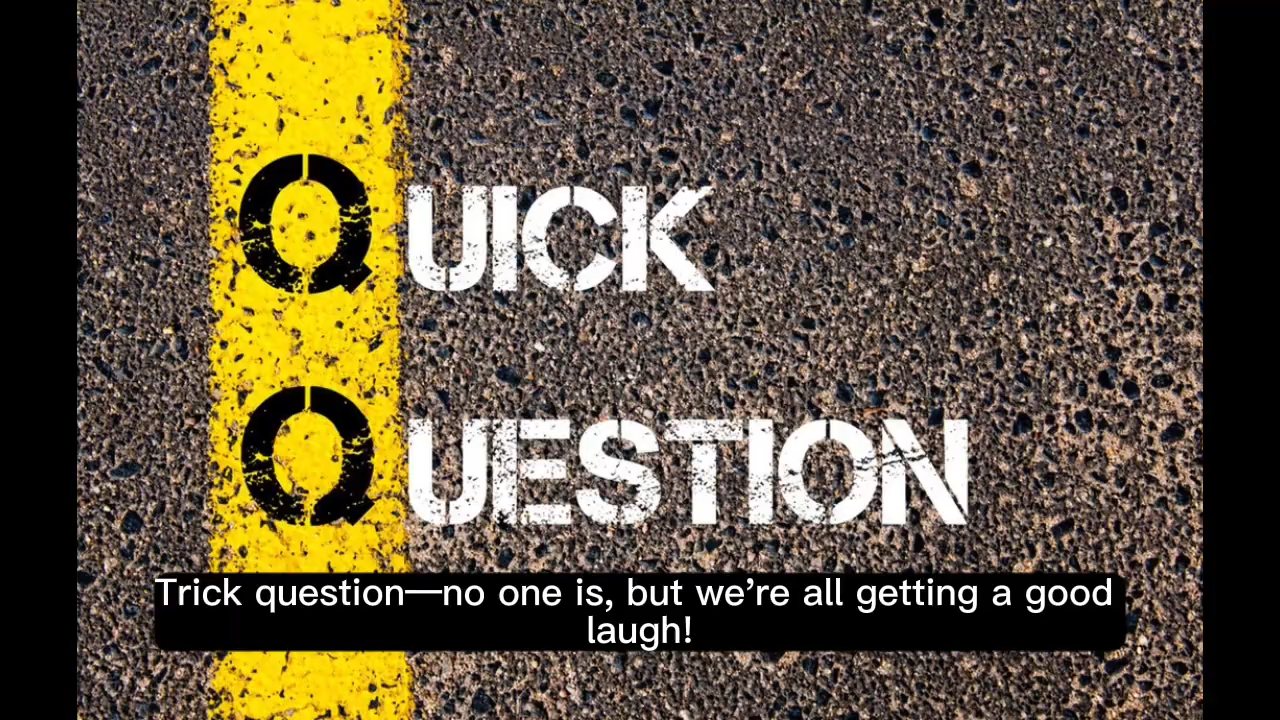 QUICK
QUESTION
Trick question—no one is, but we’re all getting a good
laugh!